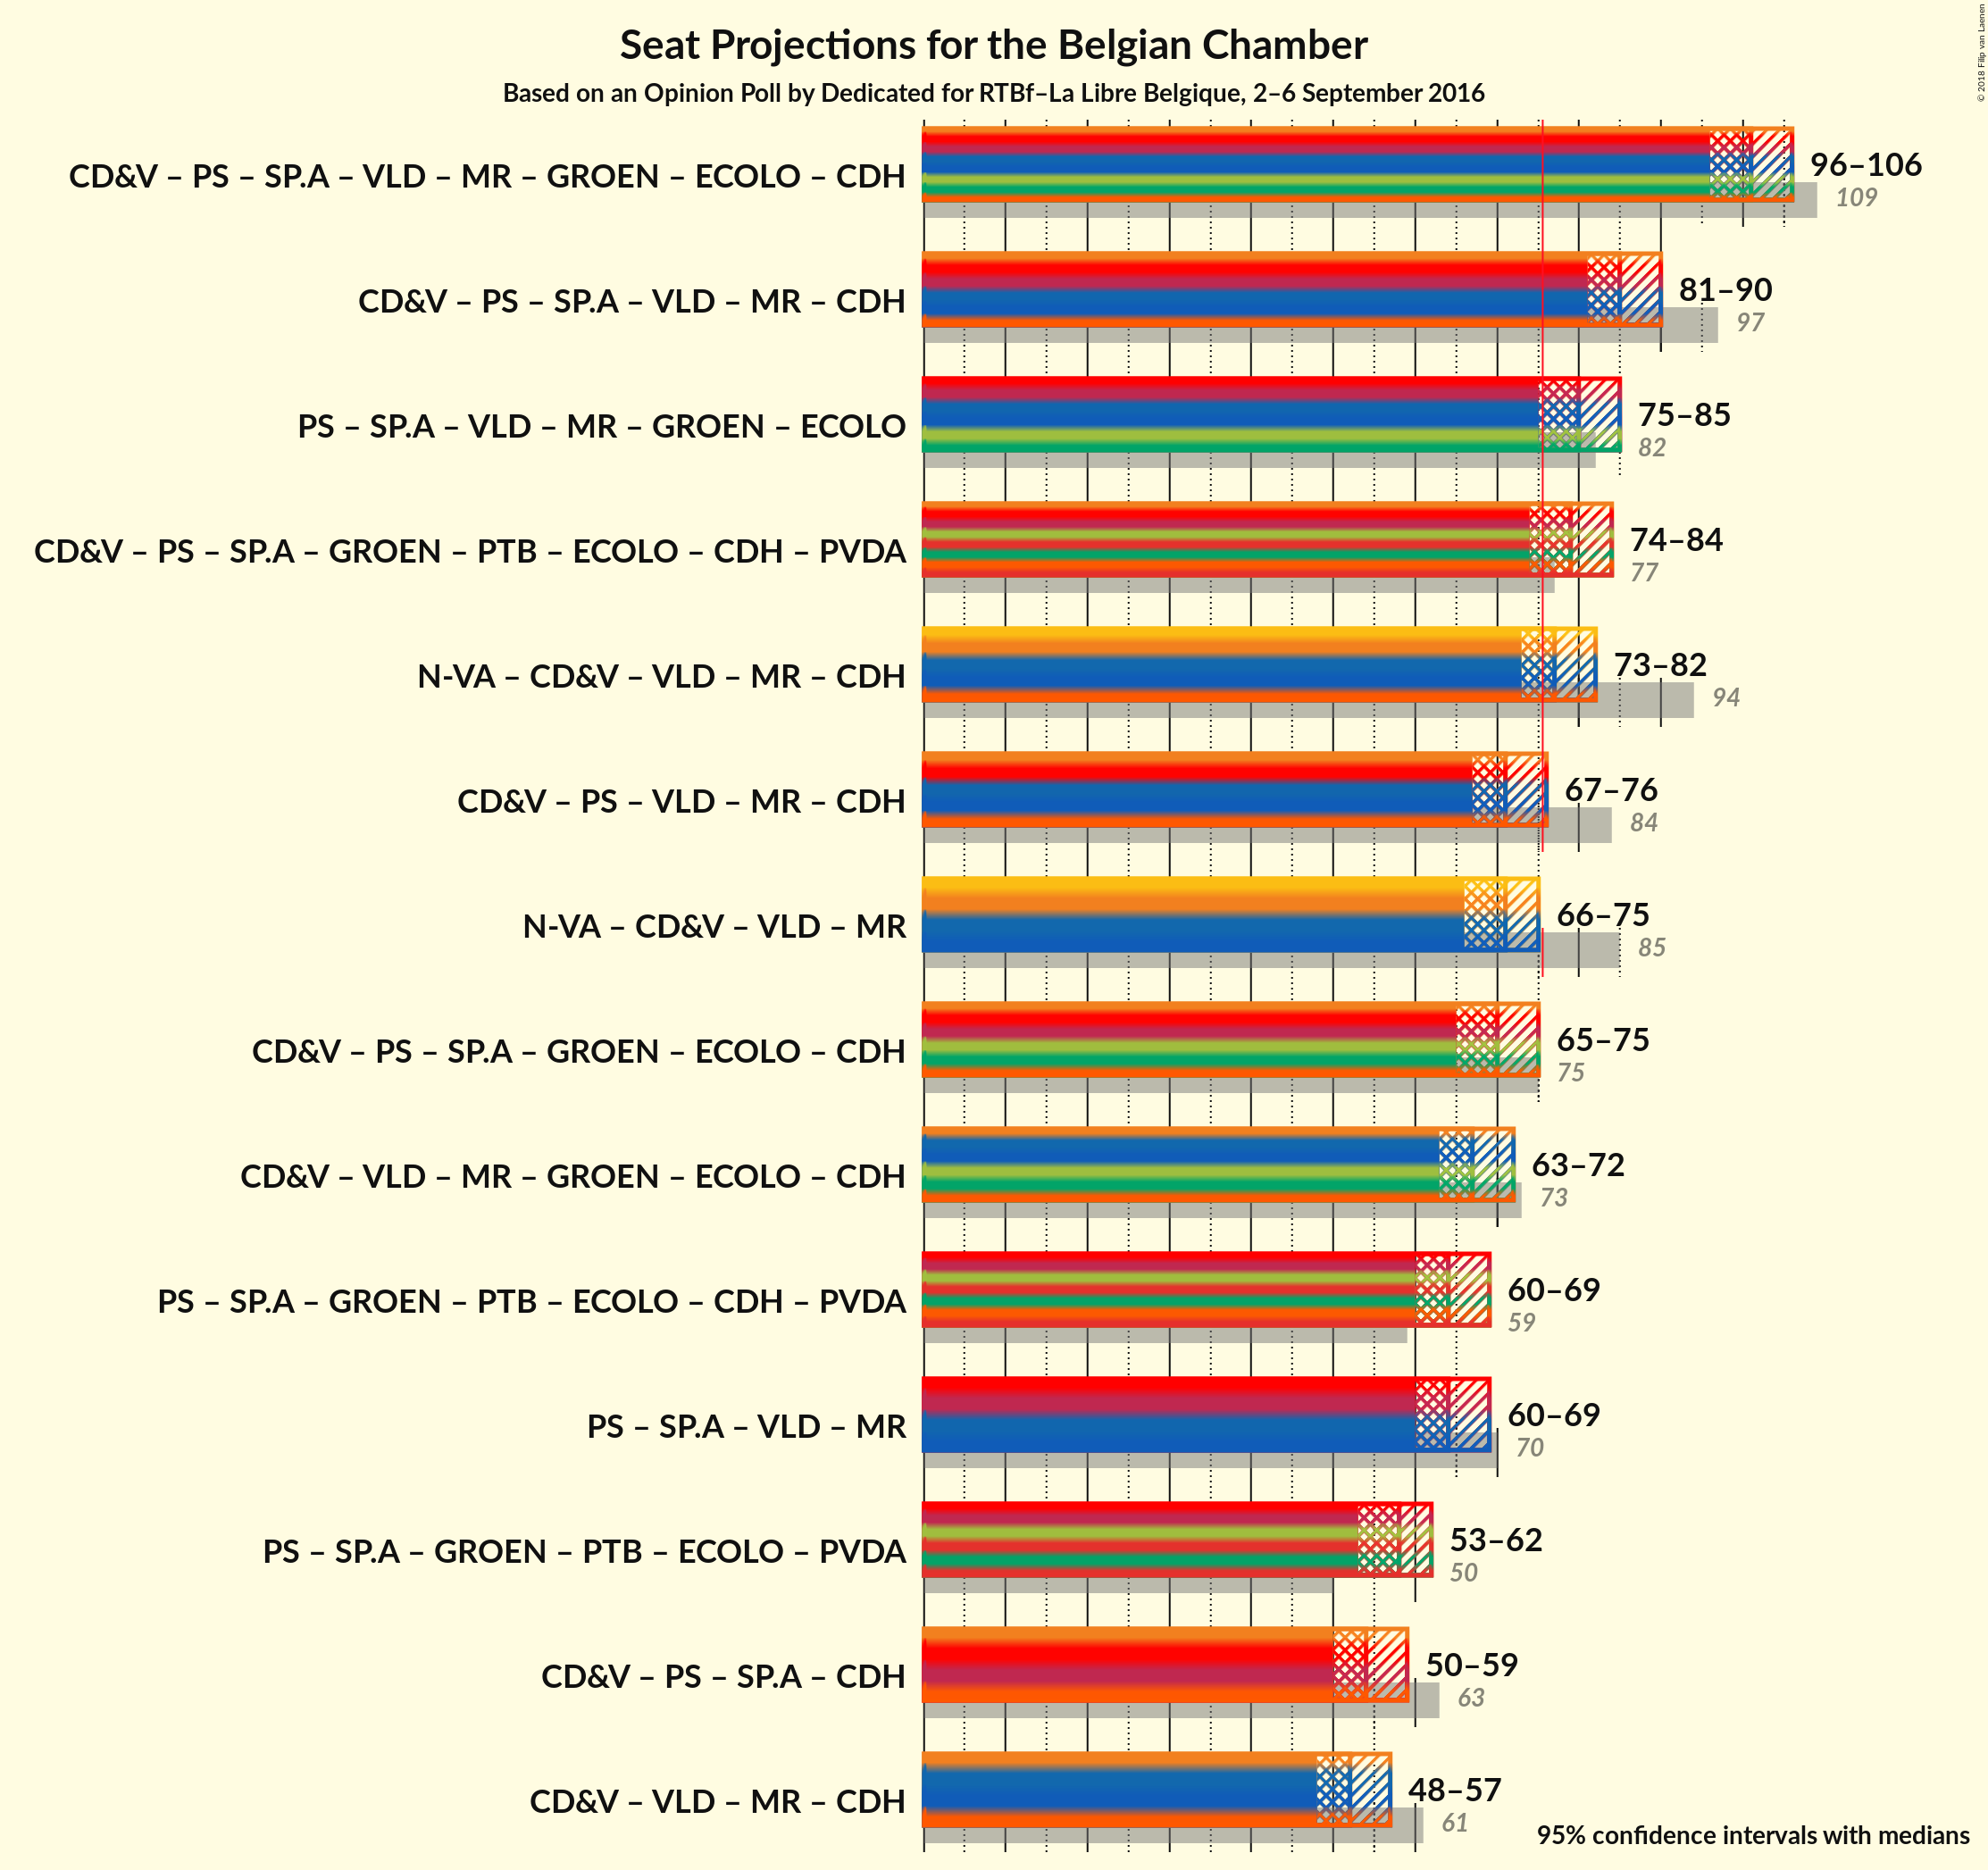 Seat Projections for the Belgian Chamber
Based on an Opinion Poll by Dedicated for RTBf–La Libre Belgique, 2–6 September 2016
© 2018 Filip van Laenen
CD&V – PS – SP.A – VLD – MR – GROEN – ECOLO – CDH
96–106
109
CD&V – PS – SP.A – VLD – MR – CDH
81–90
97
PS – SP.A – VLD – MR – GROEN – ECOLO
75–85
82
CD&V – PS – SP.A – GROEN – PTB – ECOLO – CDH – PVDA
74–84
77
N-VA – CD&V – VLD – MR – CDH
73–82
94
CD&V – PS – VLD – MR – CDH
67–76
84
N-VA – CD&V – VLD – MR
66–75
85
CD&V – PS – SP.A – GROEN – ECOLO – CDH
65–75
75
CD&V – VLD – MR – GROEN – ECOLO – CDH
63–72
73
PS – SP.A – GROEN – PTB – ECOLO – CDH – PVDA
60–69
59
PS – SP.A – VLD – MR
60–69
70
PS – SP.A – GROEN – PTB – ECOLO – PVDA
53–62
50
CD&V – PS – SP.A – CDH
50–59
63
CD&V – VLD – MR – CDH
48–57
61
95% confidence intervals with medians